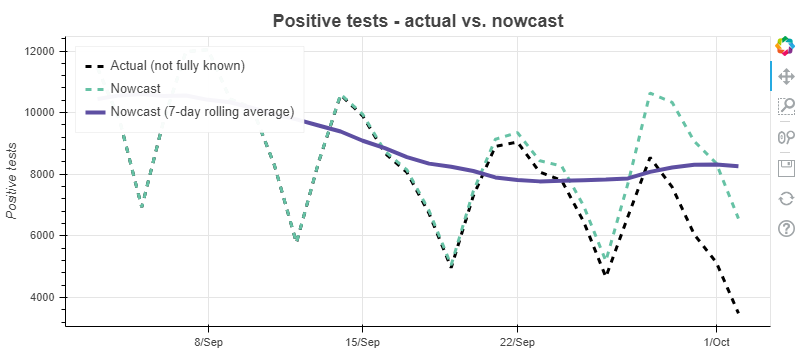 Positive tests - actual vs. nowcast
12000
10000
8000
6000
4000
Positive tests
Actual (not fully known)
Nowcast
Nowcast (7-day rolling average)
8/Sep
15/Sep
22/Sep
1/Oct